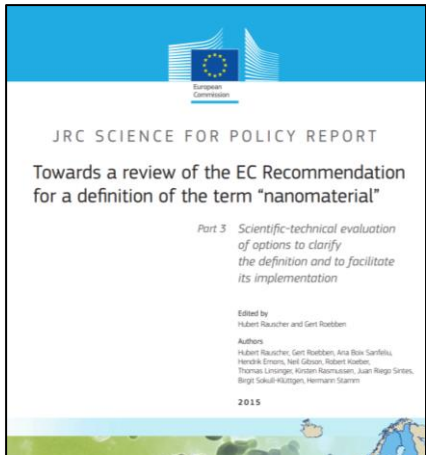 European
Commission
JRC SCIENCE FOR POLICY REPORT
Towards a review of the EC Recommendation
for a definition of the term “nanomaterial”
Part 3 Scientific-technical evaluation
of options to clarify
the definition and to facilitate
its implementation
Edited by
Hubert Rauscher and Gert Roebben
Authors
Hubert Rauscher, Gert Roebben, Ana Boix Sanfeliu,
Hendrik Emons, Neil Gibson, Robert Koeber,
Thomas Linsinger, Kirsten Rasmussen, Juan Riego Sintes,
Birgit Sokull-Klüttgen, Hermann Stamm
2015